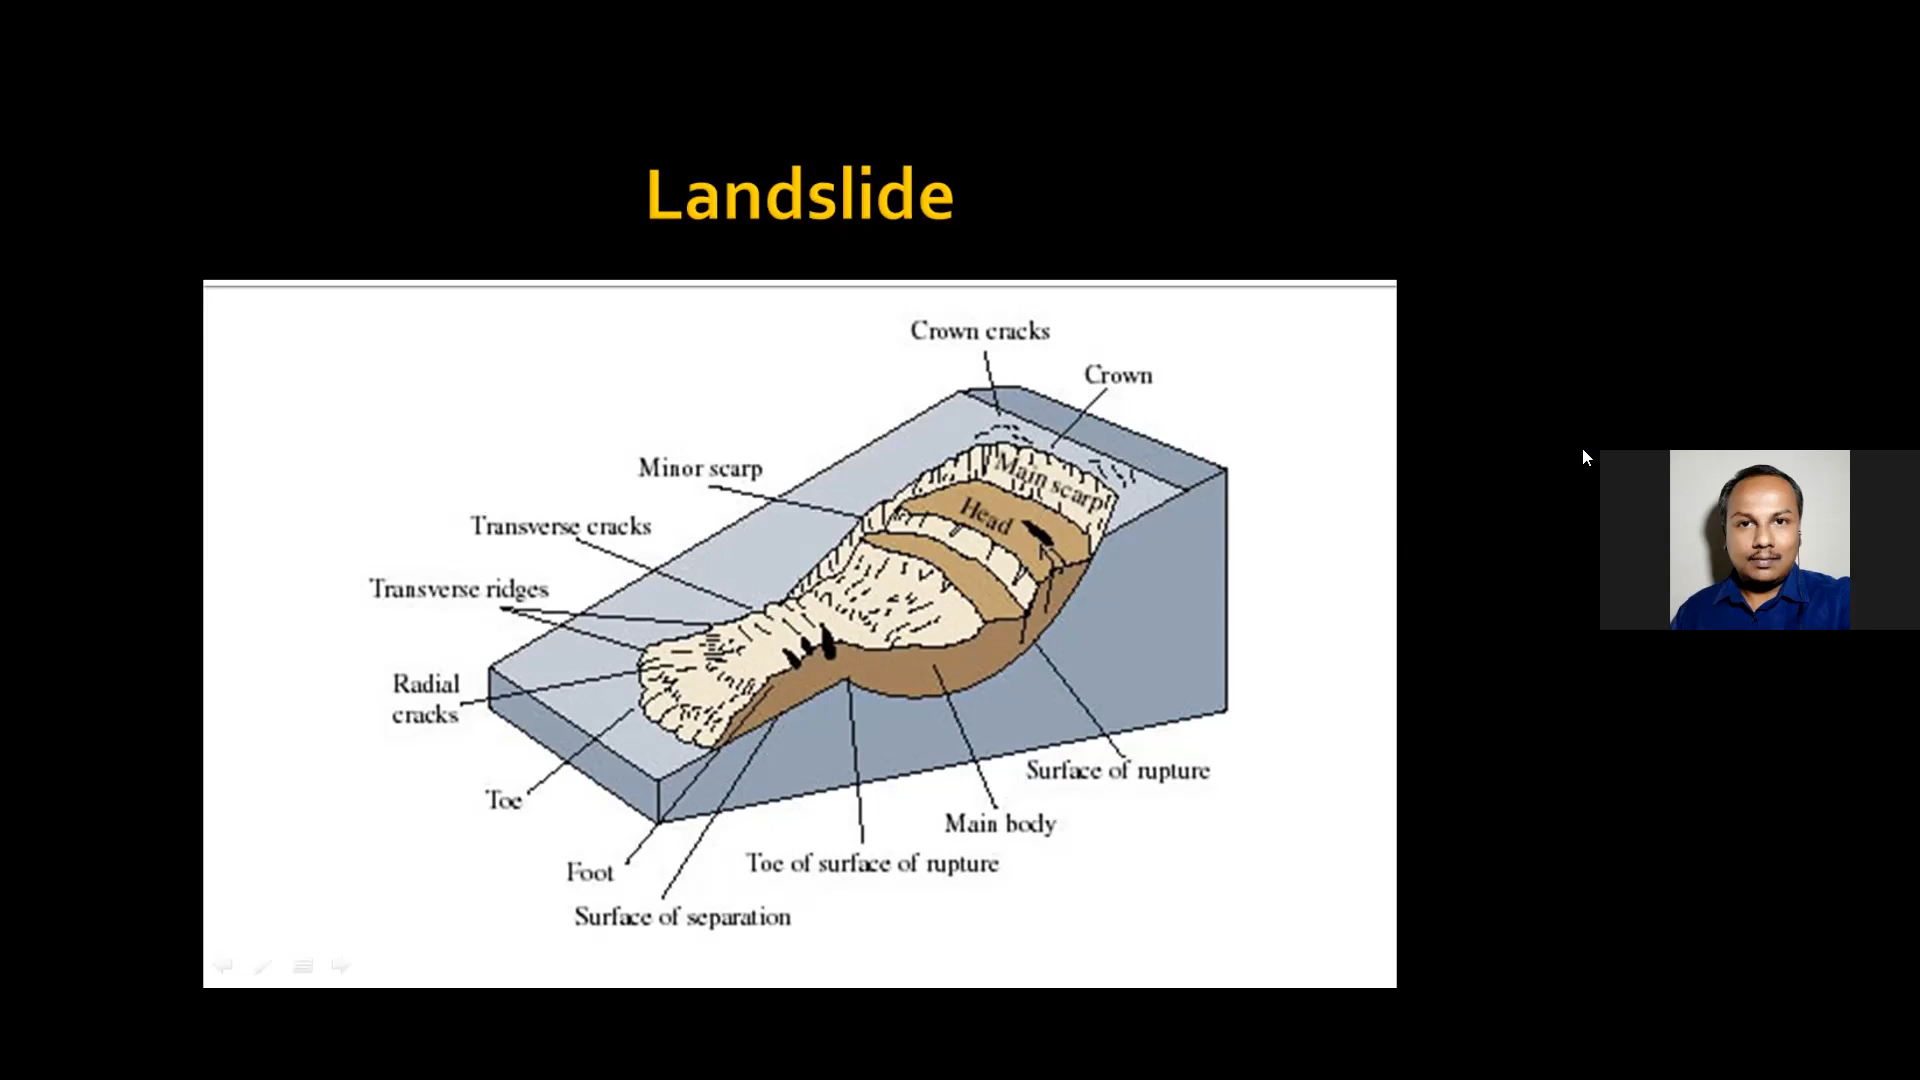 Landslide
Crown cracks
Crown
Minor scarp
Main scarp
Head
Transverse cracks
Transverse ridges
Radial
cracks
Toe
Surface of rupture
Main body
Toe of surface of rupture
Foot
Surface of separation